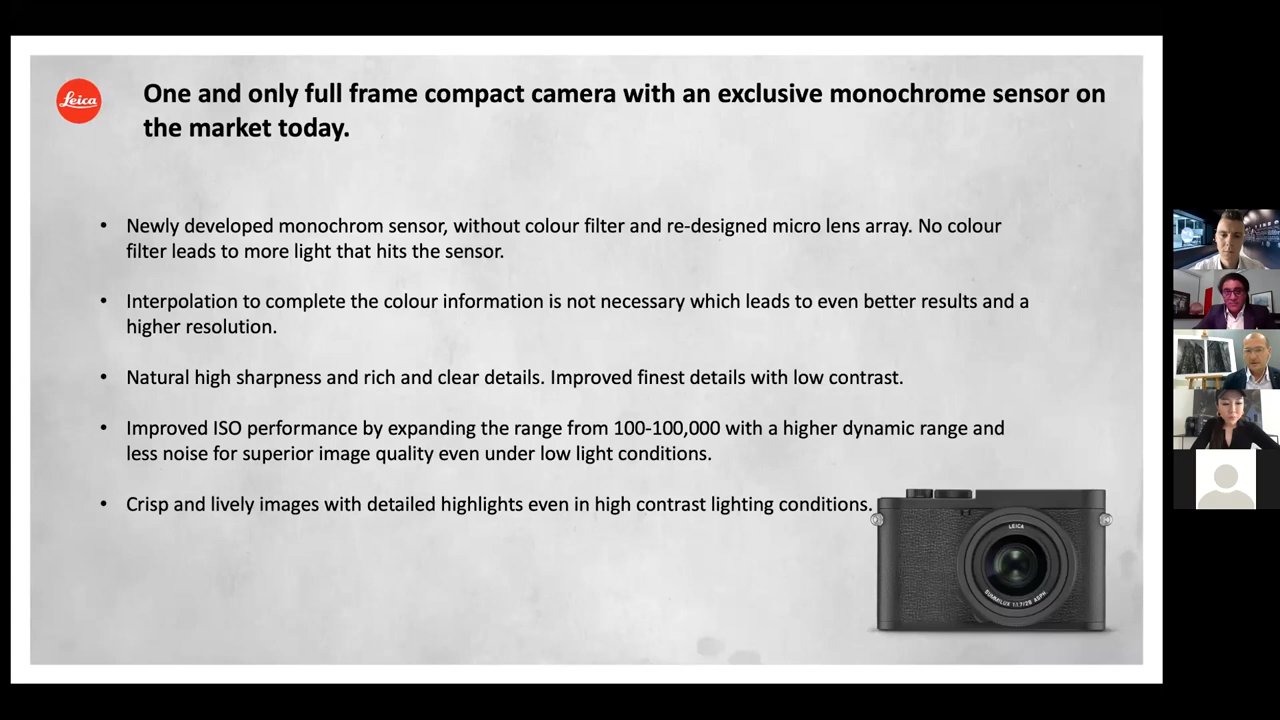 Leica
One and only full frame compact camera with an exclusive monochrome sensor on
the market today.
• Newly developed monochrom sensor, without colour filter and re-designed micro lens array. No colour
filter leads to more light that hits the sensor.
• Interpolation to complete the colour information is not necessary which leads to even better results and a
higher resolution.
• Natural high sharpness and rich and clear details. Improved finest details with low contrast.
• Improved ISO performance by expanding the range from 100-100,000 with a higher dynamic range and
less noise for superior image quality even under low light conditions.
• Crisp and lively images with detailed highlights even in high contrast lighting conditions.
LEICA
SUMMILUX 1:1.7/28 ASPH.